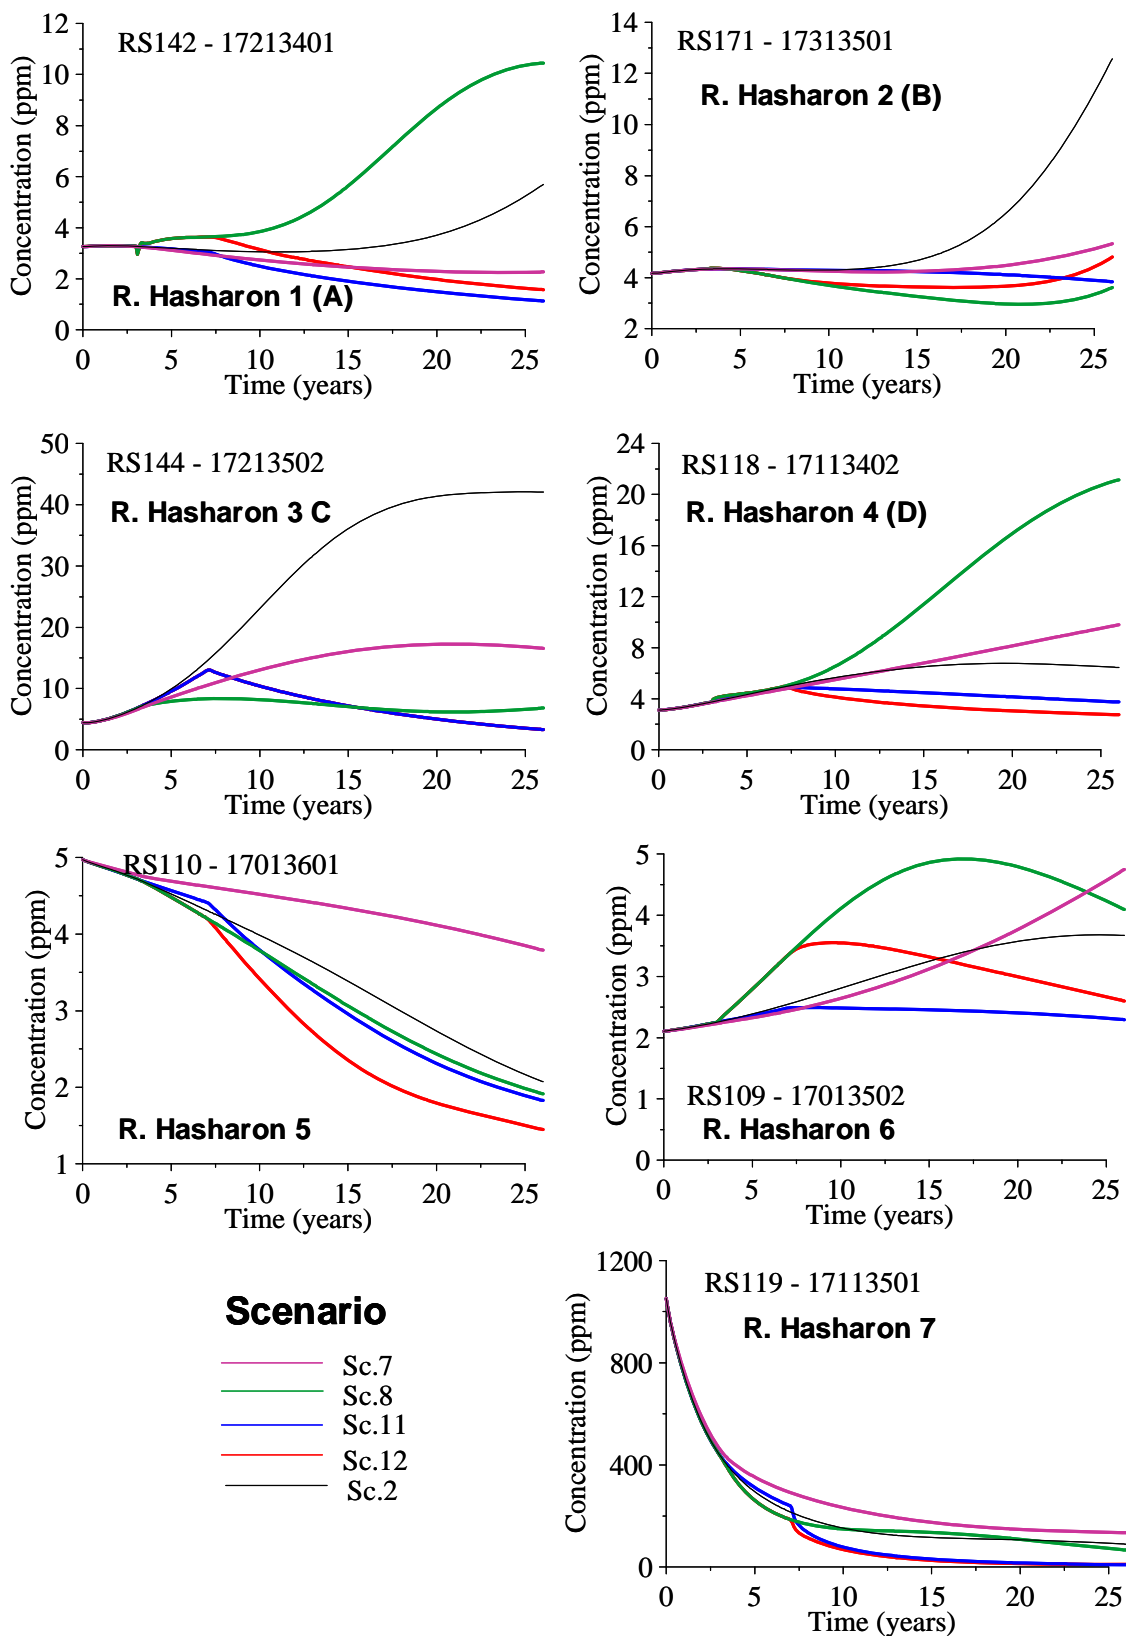 12
10
8
6
4
2
0
Concentration (ppm)
RS142 - 17213401
R. Hasharon 1 (A)
0 5 10 15 20 25
Time (years)
14
12
10
8
6
4
2
Concentration (ppm)
RS171 - 17313501
R. Hasharon 2 (B)
0 5 10 15 20 25
Time (years)
50
40
30
20
10
0
Concentration (ppm)
RS144 - 17213502
R. Hasharon 3 C
0 5 10 15 20 25
Time (years)
24
20
16
12
8
4
0
Concentration (ppm)
RS118 - 17113402
R. Hasharon 4 (D)
0 5 10 15 20 25
Time (years)
5
4
3
2
1
Concentration (ppm)
RS110 - 17013601
R. Hasharon 5
0 5 10 15 20 25
Time (years)
5
4
3
2
1
0
Concentration (ppm)
RS109 - 17013502
R. Hasharon 6
0 5 10 15 20 25
Time (years)
Scenario
Sc.7
Sc.8
Sc.11
Sc.12
Sc.2
1200
800
400
0
Concentration (ppm)
RS119 - 17113501
R. Hasharon 7
0 5 10 15 20 25
Time (years)